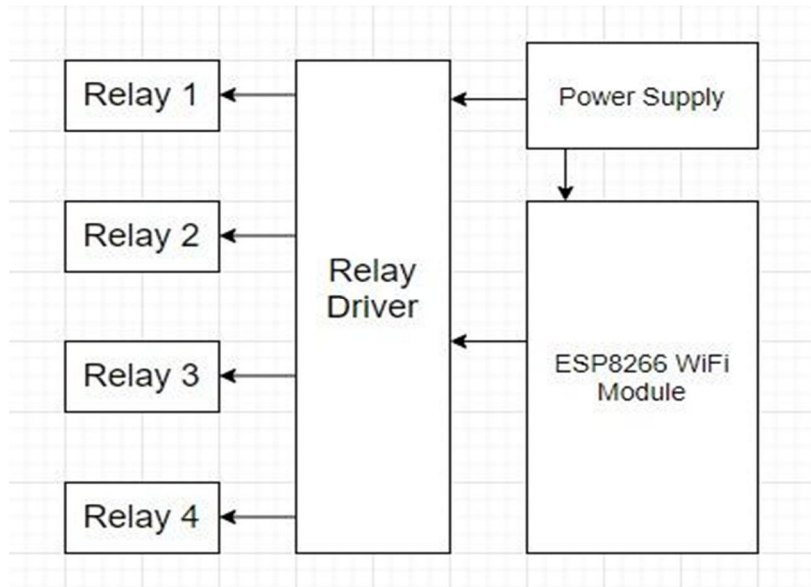 Relay 1
Power Supply
Relay 2
Relay
Driver
Relay 3
ESP8266 WiFi
Module
Relay 4